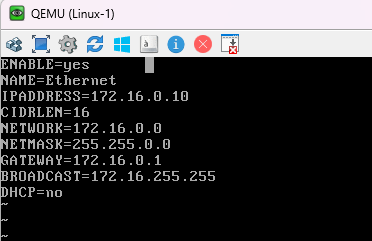 QEMU (Linux-1)
ENABLE=yes
NAME=Ethernet
IPADDRESS=172.16.0.10
CIDRLEN=16
NETWORK=172.16.0.0
NETMASK=255.255.0.0
GATEWAY=172.16.0.1
BROADCAST=172.16.255.255
DHCP=no
~
~
~